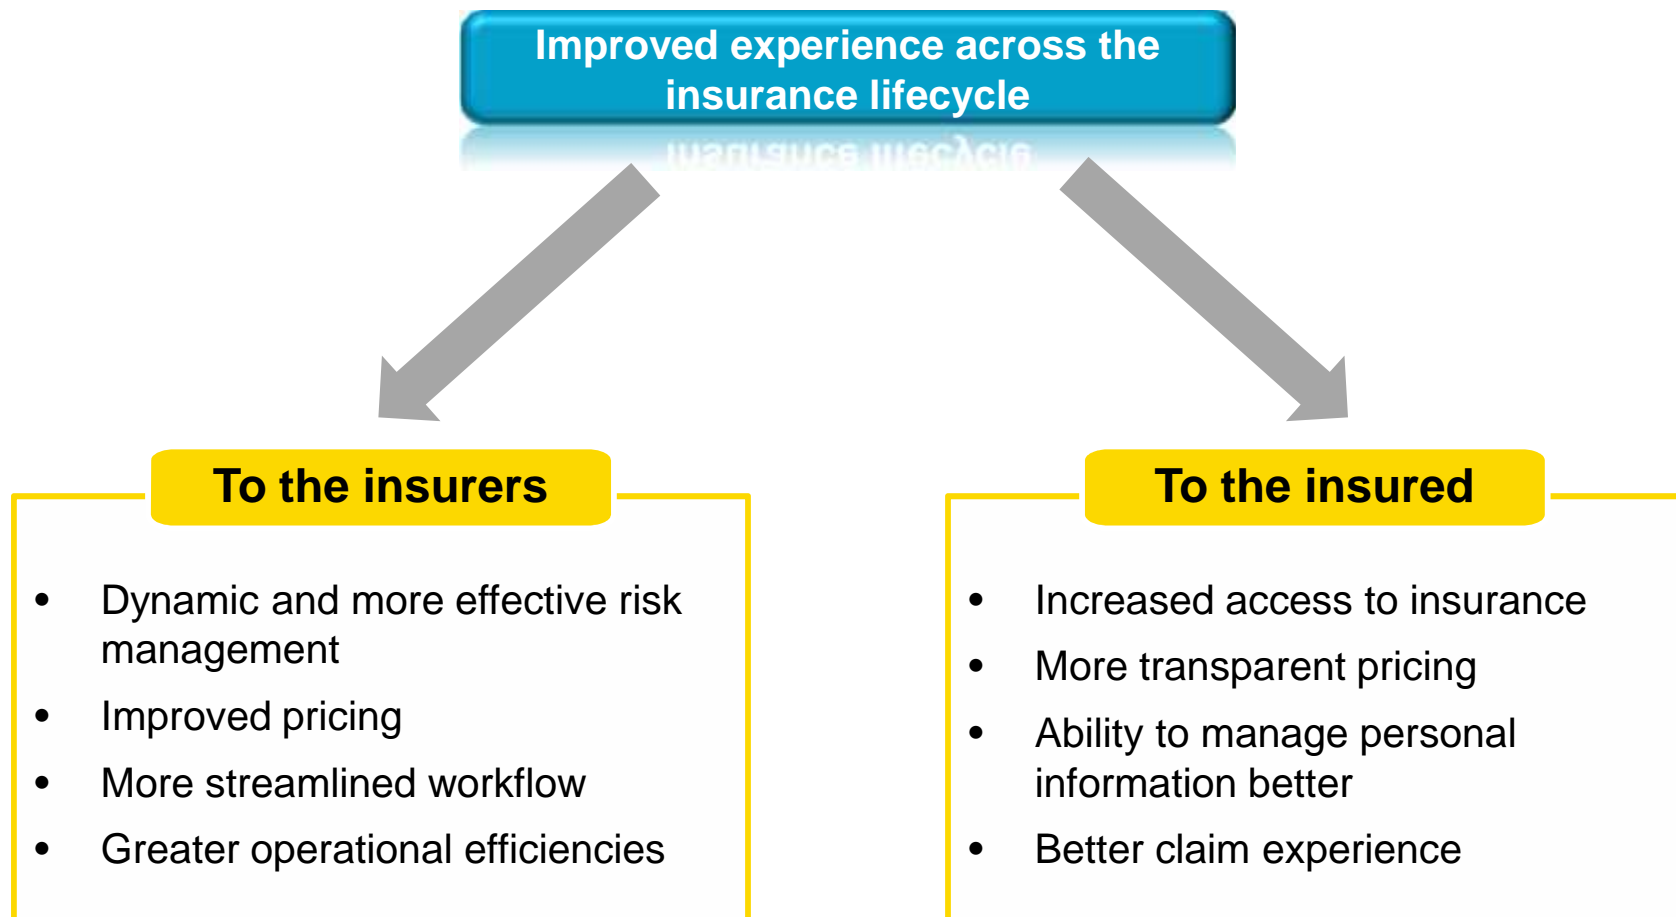 Improved experience across the
insurance lifecycle
To the insurers
• Dynamic and more effective risk
management
• Improved pricing
• More streamlined workflow
• Greater operational efficiencies
To the insured
• Increased access to insurance
• More transparent pricing
• Ability to manage personal
information better
• Better claim experience